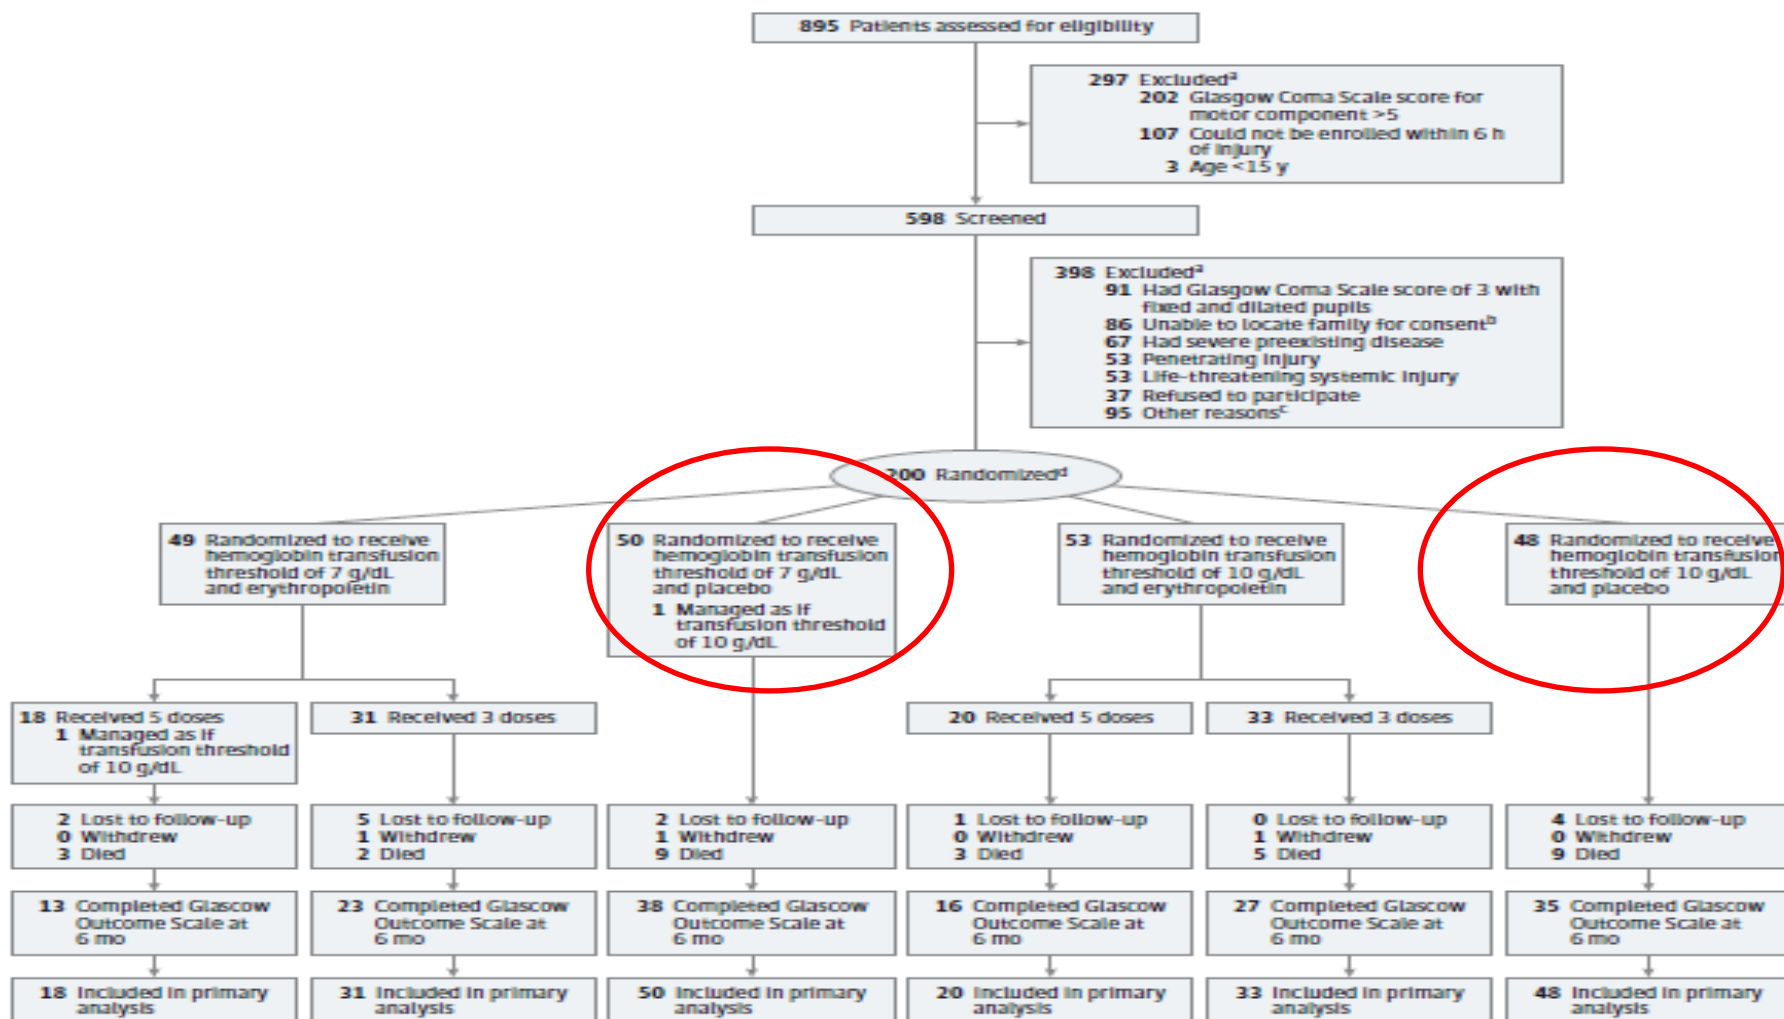 895 Patients assessed for eligibility
297 Excludedᵃ
202 Glasgow Coma Scale score for
motor component >5
107 Could not be enrolled within 6 h
of injury
3 Age <15 y
598 Screened
398 Excludedᵃ
91 Had Glasgow Coma Scale score of 3 with
fixed and dilated pupils
86 Unable to locate family for consentᵇ
67 Had severe preexisting disease
53 Penetrating injury
53 Life-threatening systemic injury
37 Refused to participate
95 Other reasonsᶜ
200 Randomizedᵈ
49 Randomized to receive
hemoglobin transfusion
threshold of 7 g/dL
and erythropoietin
50 Randomized to receive
hemoglobin transfusion
threshold of 7 g/dL
and placebo
1 Managed as if
transfusion threshold
of 10 g/dL
53 Randomized to receive
hemoglobin transfusion
threshold of 10 g/dL
and erythropoietin
48 Randomized to receive
hemoglobin transfusion
threshold of 10 g/dL
and placebo
18 Received 5 doses
1 Managed as if
transfusion threshold
of 10 g/dL
31 Received 3 doses
20 Received 5 doses
33 Received 3 doses
2 Lost to follow-up
0 Withdrew
3 Died
5 Lost to follow-up
1 Withdrew
2 Died
2 Lost to follow-up
1 Withdrew
9 Died
1 Lost to follow-up
0 Withdrew
3 Died
0 Lost to follow-up
1 Withdrew
5 Died
4 Lost to follow-up
0 Withdrew
9 Died
13 Completed Glascow
Outcome Scale at
6 mo
23 Completed Glascow
Outcome Scale at
6 mo
38 Completed Glascow
Outcome Scale at
6 mo
16 Completed Glascow
Outcome Scale at
6 mo
27 Completed Glascow
Outcome Scale at
6 mo
35 Completed Glascow
Outcome Scale at
6 mo
18 Included in primary
analysis
31 Included in primary
analysis
50 Included in primary
analysis
20 Included in primary
analysis
33 Included in primary
analysis
48 Included in primary
analysis